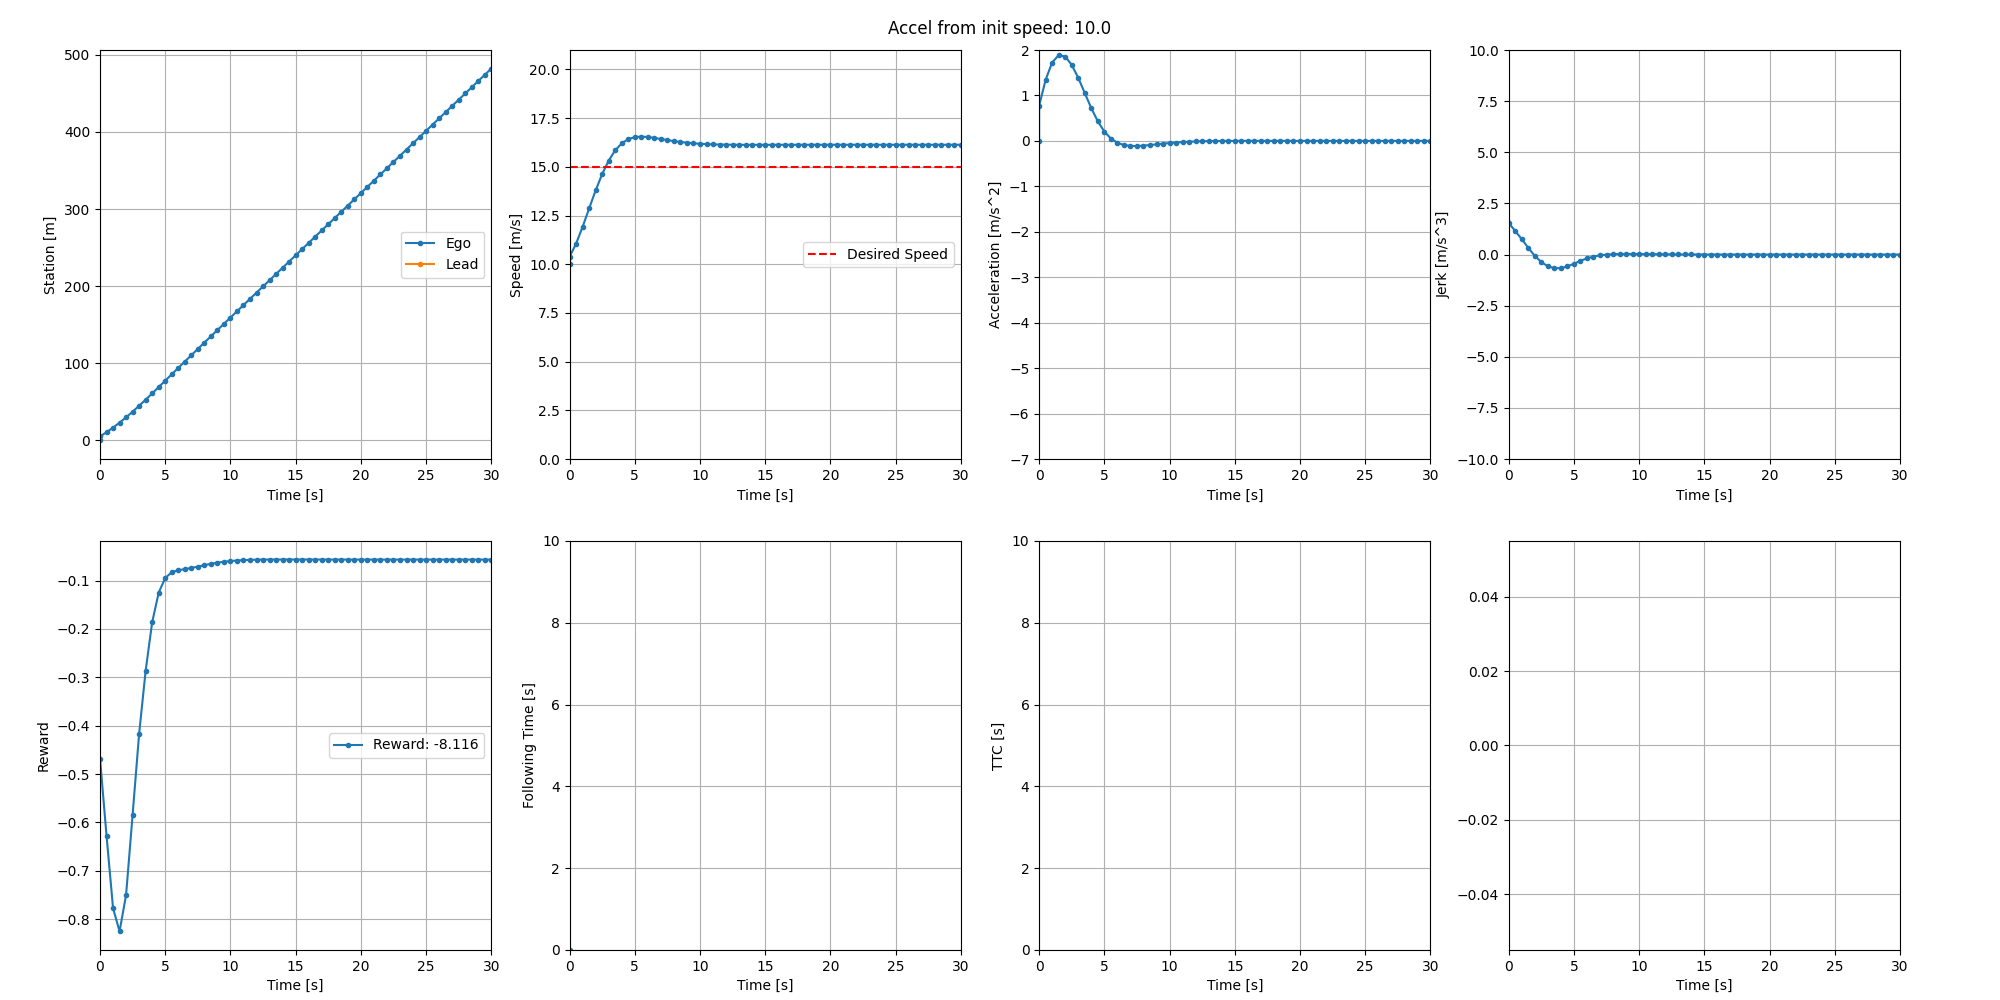 Accel from init speed: 10.0
500
400
300
200
100
0
Station [m]
Ego
Lead
0 5 10 15 20 25 30
Time [s]
20.0
17.5
15.0
12.5
10.0
7.5
5.0
2.5
0.0
Speed [m/s]
Desired Speed
0 5 10 15 20 25 30
Time [s]
2
1
0
−1
−2
−3
−4
−5
−6
−7
Acceleration [m/s^2]
0 5 10 15 20 25 30
Time [s]
10.0
7.5
5.0
2.5
0.0
−2.5
−5.0
−7.5
−10.0
Jerk [m/s^3]
0 5 10 15 20 25 30
Time [s]
−0.1
−0.2
−0.3
−0.4
−0.5
−0.6
−0.7
−0.8
Reward
Reward: -8.116
0 5 10 15 20 25 30
Time [s]
10
8
6
4
2
0
Following Time [s]
0 5 10 15 20 25 30
Time [s]
10
8
6
4
2
0
TTC [s]
0 5 10 15 20 25 30
Time [s]
0.04
0.02
0.00
−0.02
−0.04
0 5 10 15 20 25 30
Time [s]